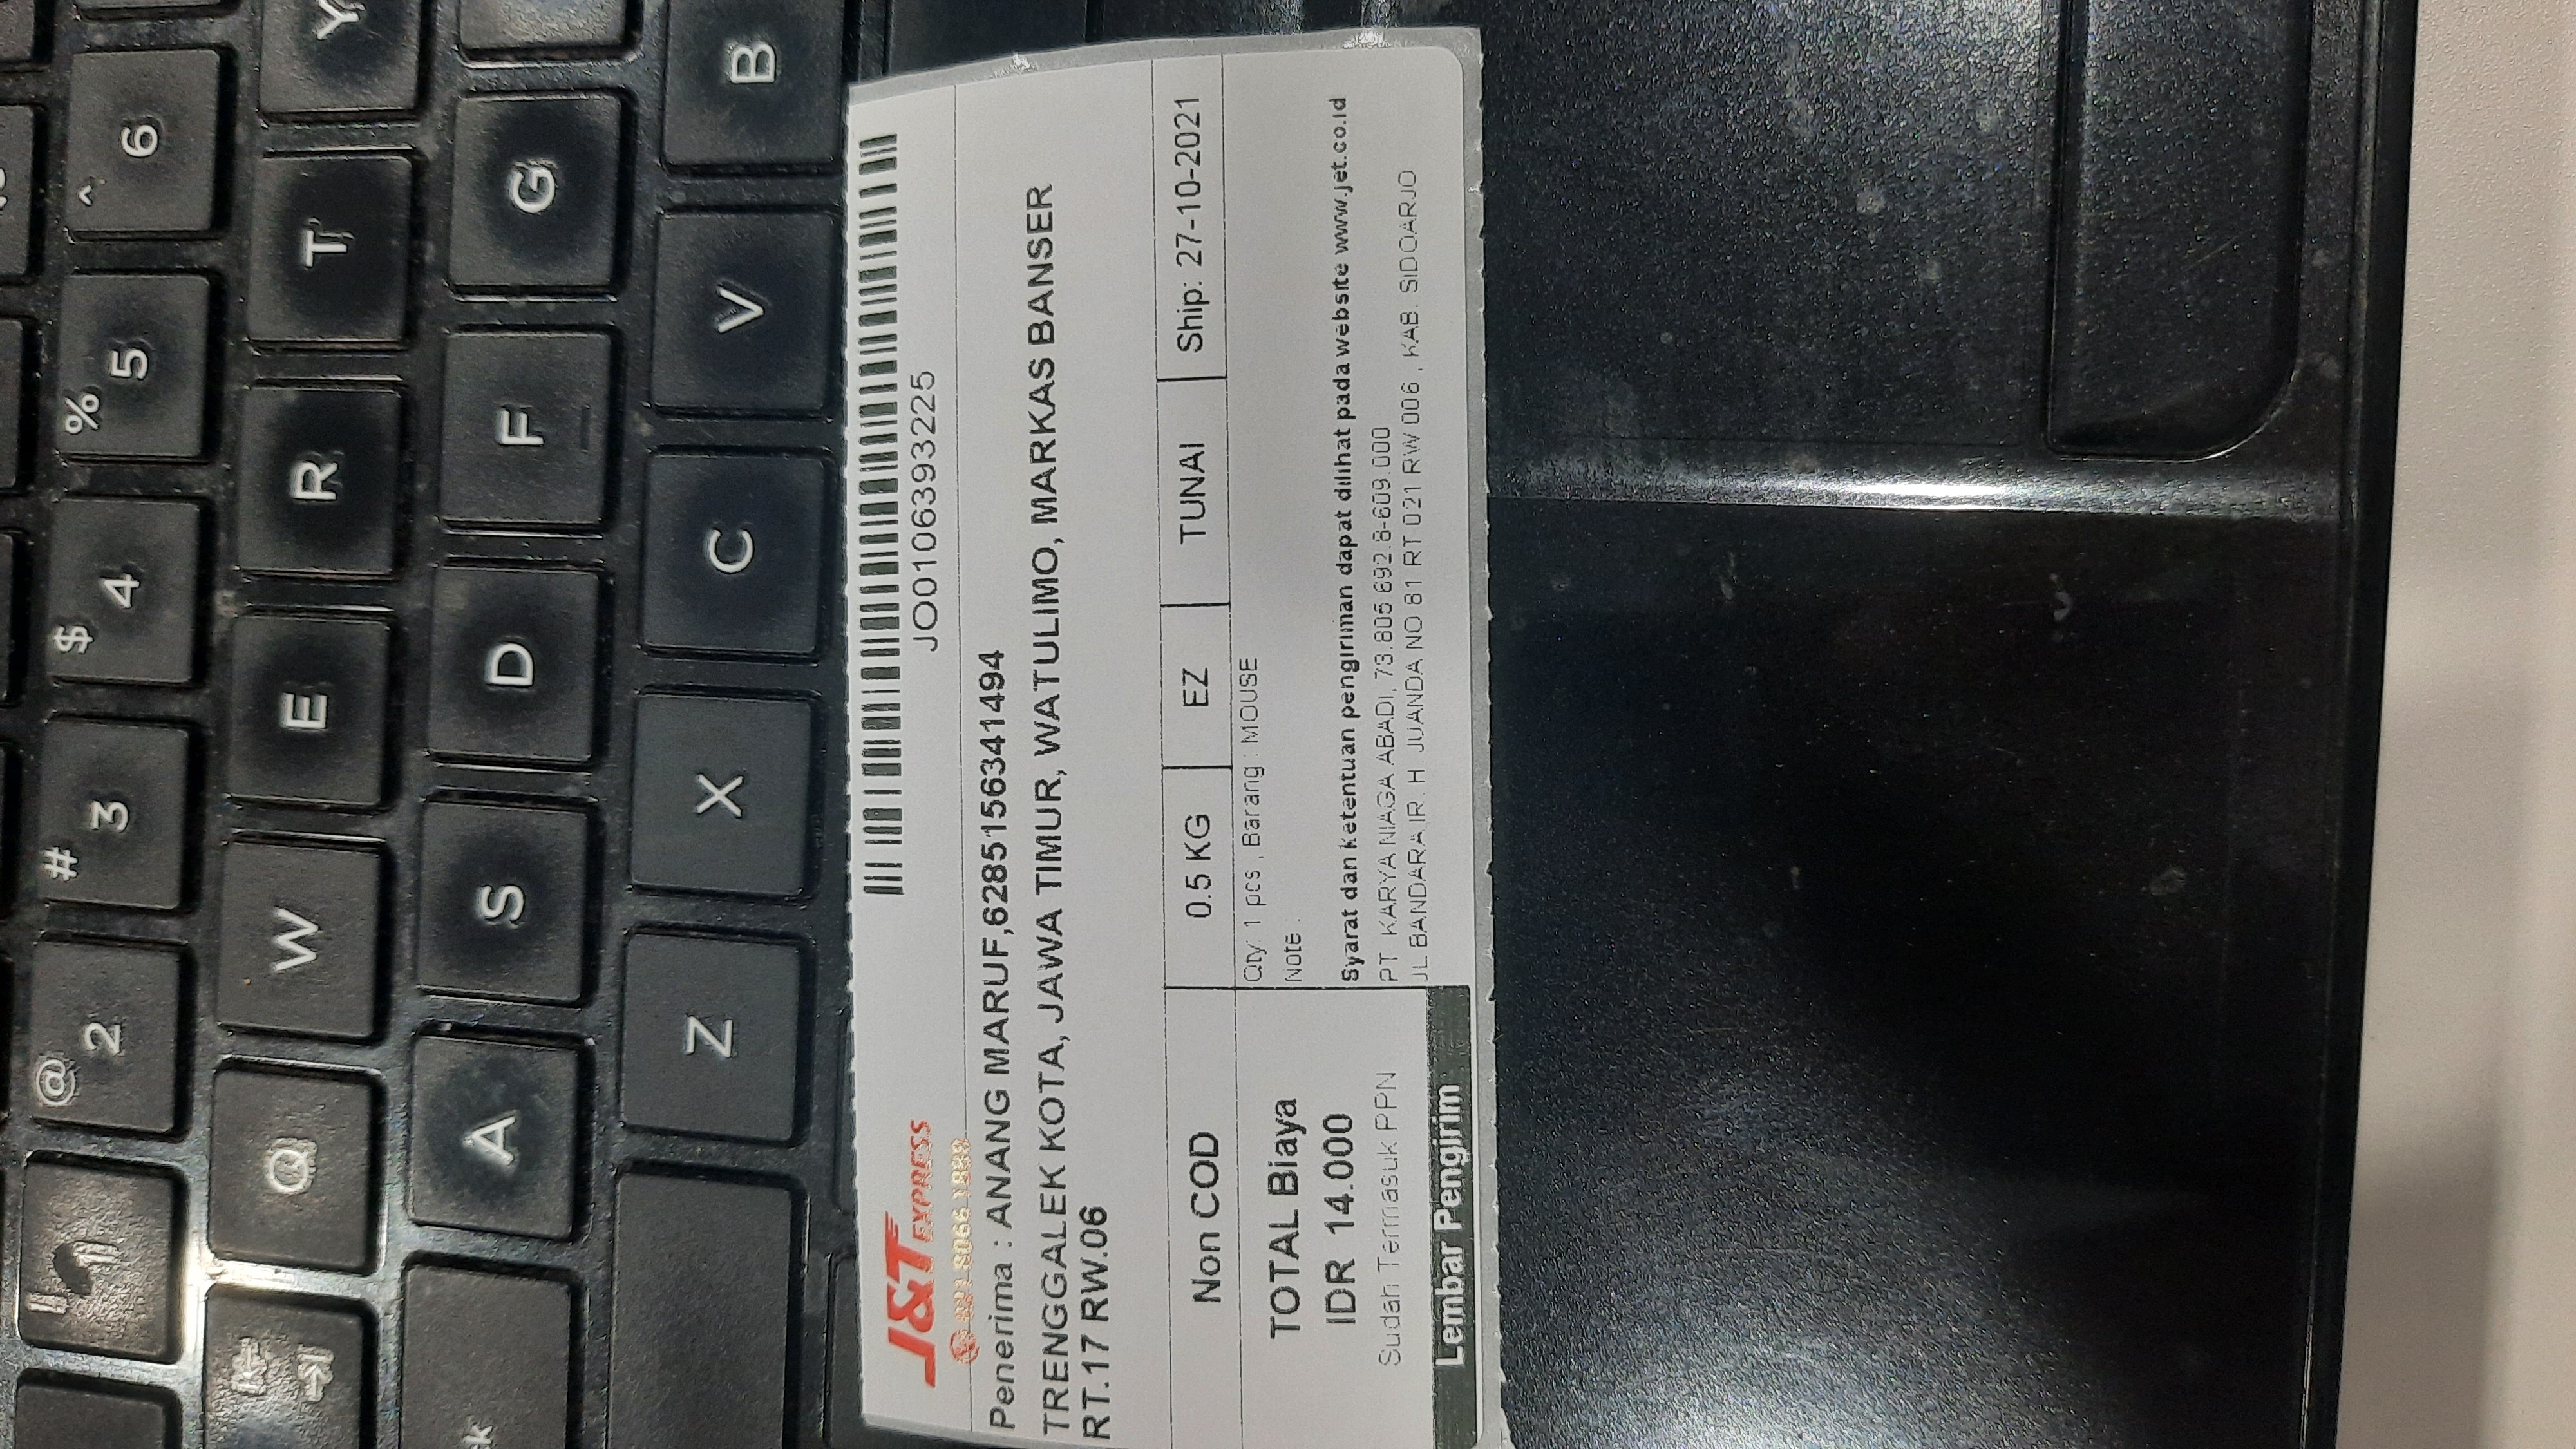 @ # $ % ^
1 2 3 4 5 6
Q W E R T Y
A S D F G
Z X C V B
J&T EXPRESS
JO0106393225
021 8066 1888
Penerima : ANANG MARUF,6285156341494
TRENGGALEK KOTA, JAWA TIMUR, WATULIMO, MARKAS BANSER
RT.17 RW.06
Non COD 0.5 KG EZ TUNAI Ship: 27-10-2021
Qty: 1 pcs , Barang : MOUSE
Note :
TOTAL Biaya
IDR 14.000
Sudah Termasuk PPN
Syarat dan ketentuan pengiriman dapat dilihat pada website www.jet.co.id
PT. KARYA NIAGA ABADI, 73.805.692.8-609.000
JL BANDARA IR. H. JUANDA NO 81 RT 021 RW 006 , KAB. SIDOARJO
Lembar Pengirim